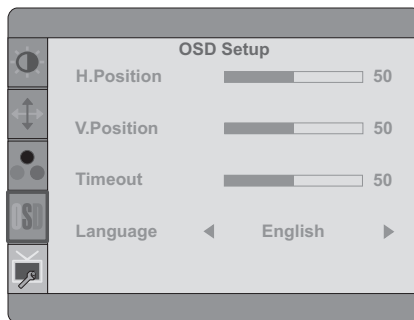 OSD Setup
H.Position 50
V.Position 50
Timeout 50
OSD
Language English